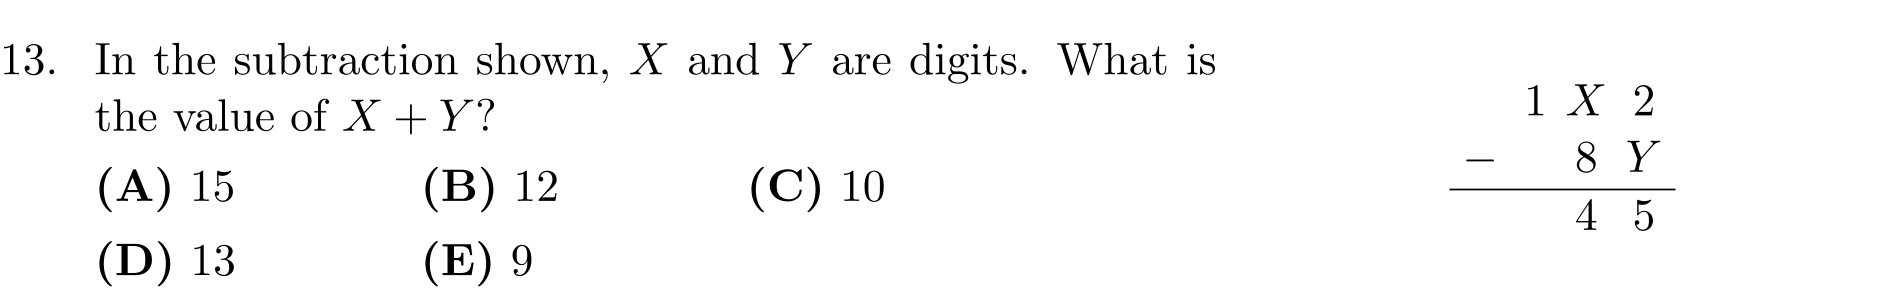 13. In the subtraction shown, X and Y are digits. What is
the value of X + Y?
(A) 15 (B) 12 (C) 10
(D) 13 (E) 9
1 X 2
− 8 Y
4 5